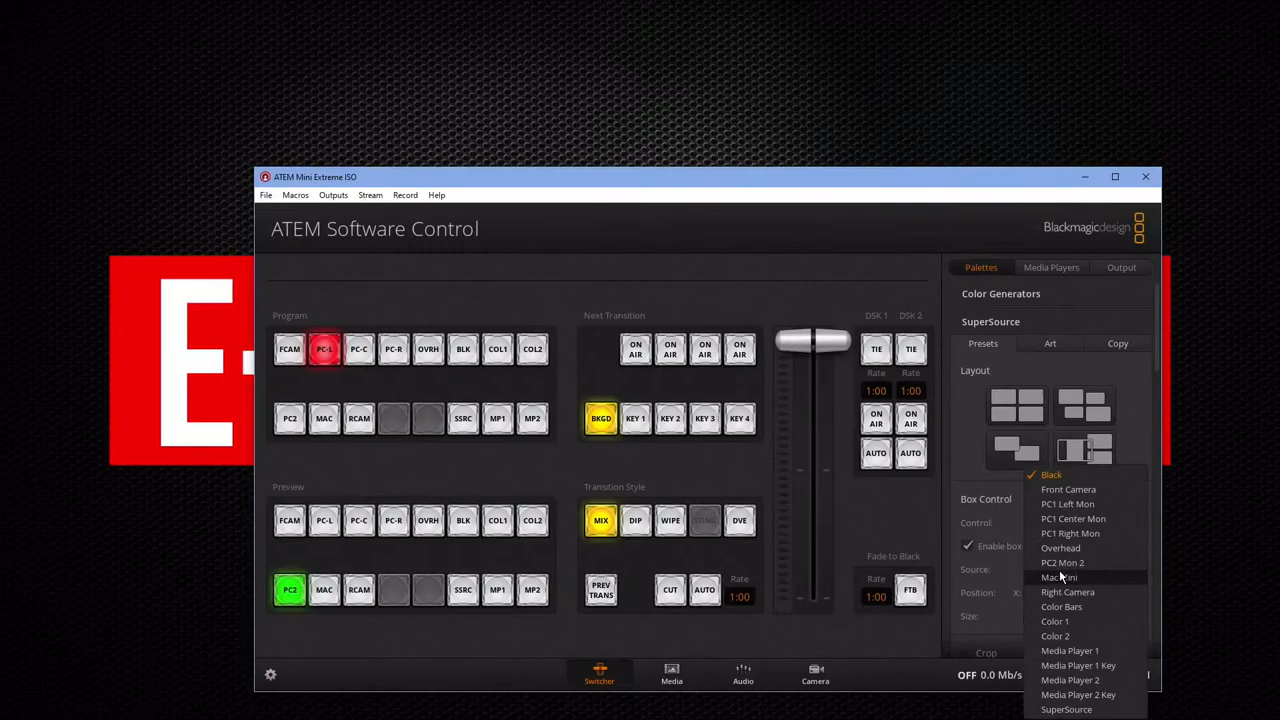 E-
ATEM Mini Extreme ISO
File Macros Outputs Stream Record Help
ATEM Software Control
Blackmagicdesign
Palettes Media Players Output
Color Generators
SuperSource
Presets Art Copy
Layout
Program
FCAM PC-L PC-C PC-R OVRH BLK COL1 COL2
PC2 MAC RCAM SSRC MP1 MP2
Next Transition
ON AIR ON AIR ON AIR ON AIR
BKGD KEY 1 KEY 2 KEY 3 KEY 4
DSK 1 DSK 2
TIE TIE
Rate Rate
1:00 1:00
ON AIR ON AIR
AUTO AUTO
Preview
FCAM PC-L PC-C PC-R OVRH BLK COL1 COL2
PC2 MAC RCAM SSRC MP1 MP2
Transition Style
MIX DIP WIPE STING DVE
PREV TRANS CUT AUTO Rate 1:00
Fade to Black
Rate 1:00 FTB
Box Control
Control:
Enable box
Source:
Position: X:
Size:
Crop
Black
Front Camera
PC1 Left Mon
PC1 Center Mon
PC1 Right Mon
Overhead
PC2 Mon 2
Mac Mini
Right Camera
Color Bars
Color 1
Color 2
Media Player 1
Media Player 1 Key
Media Player 2
Media Player 2 Key
SuperSource
Switcher Media Audio Camera
OFF 0.0 Mb/s